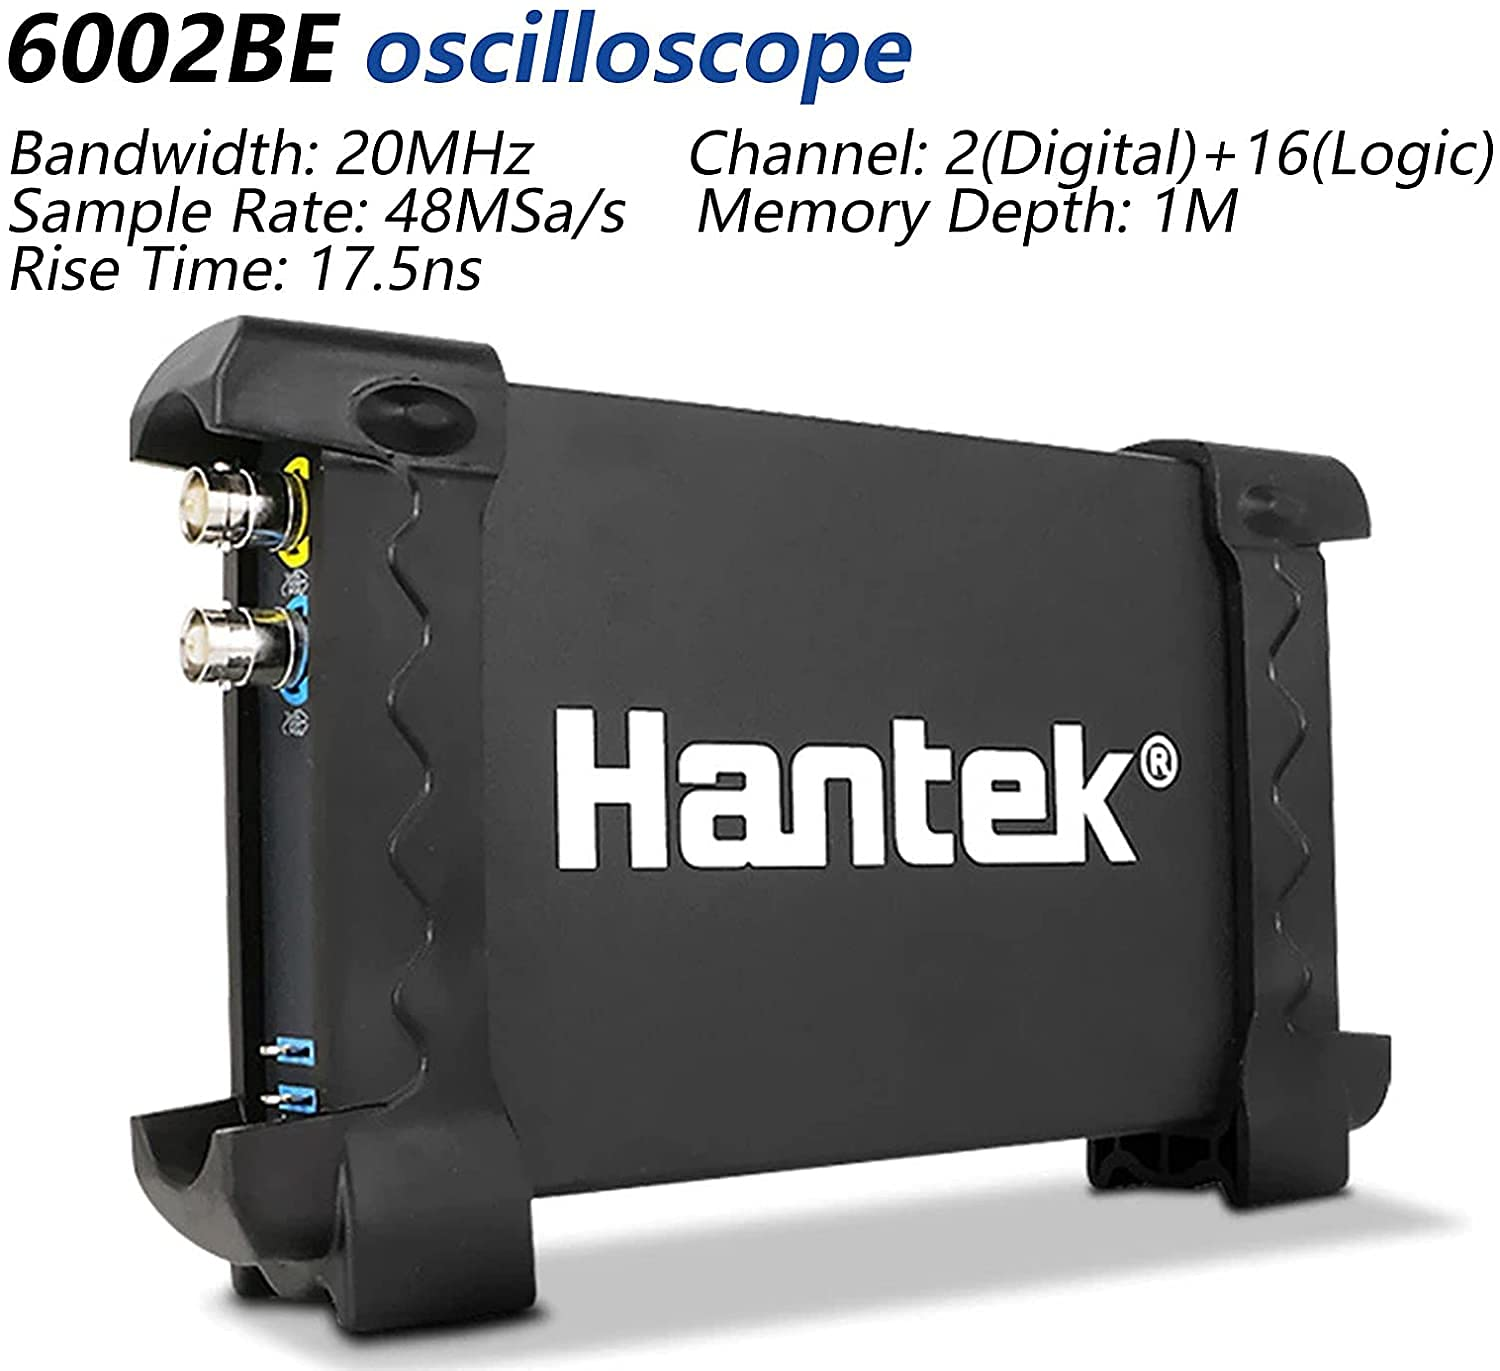 6002BE oscilloscope
Bandwidth: 20MHz Channel: 2(Digital)+16(Logic)
Sample Rate: 48MSa/s Memory Depth: 1M
Rise Time: 17.5ns
Hantek®